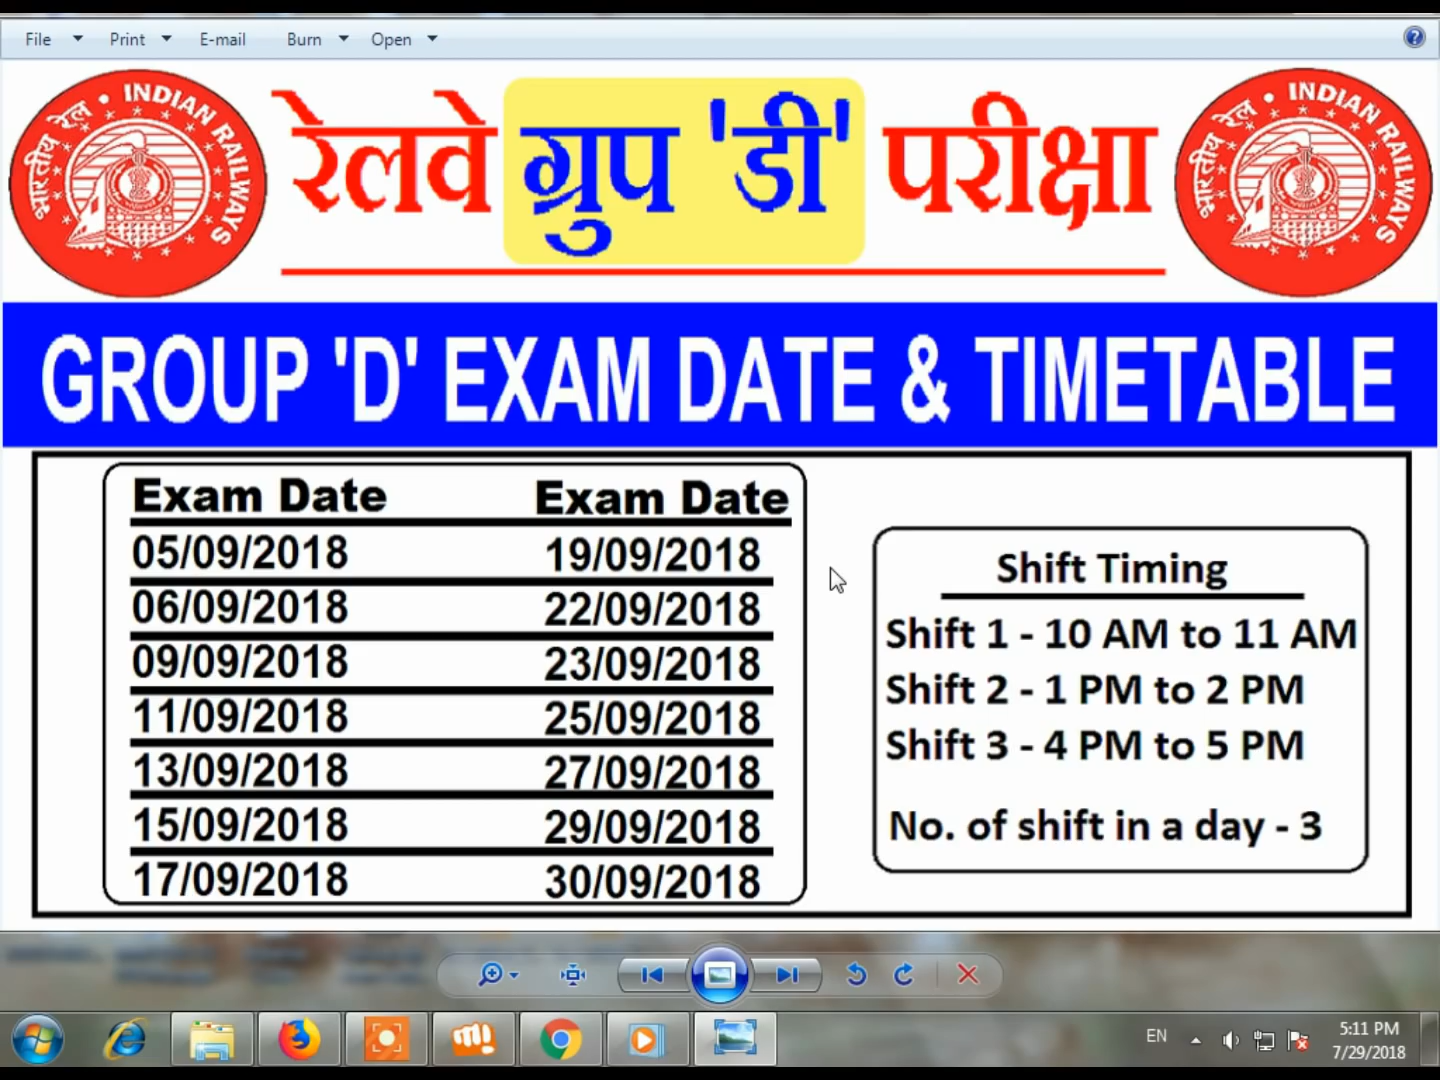 File Print E-mail Burn Open
भारतीय रेल • INDIAN RAILWAYS
रेलवे ग्रुप 'डी' परीक्षा
भारतीय रेल • INDIAN RAILWAYS
GROUP 'D' EXAM DATE & TIMETABLE
Exam Date Exam Date
05/09/2018 19/09/2018
06/09/2018 22/09/2018
09/09/2018 23/09/2018
11/09/2018 25/09/2018
13/09/2018 27/09/2018
15/09/2018 29/09/2018
17/09/2018 30/09/2018
Shift Timing
Shift 1 - 10 AM to 11 AM
Shift 2 - 1 PM to 2 PM
Shift 3 - 4 PM to 5 PM
No. of shift in a day - 3
EN
5:11 PM
7/29/2018